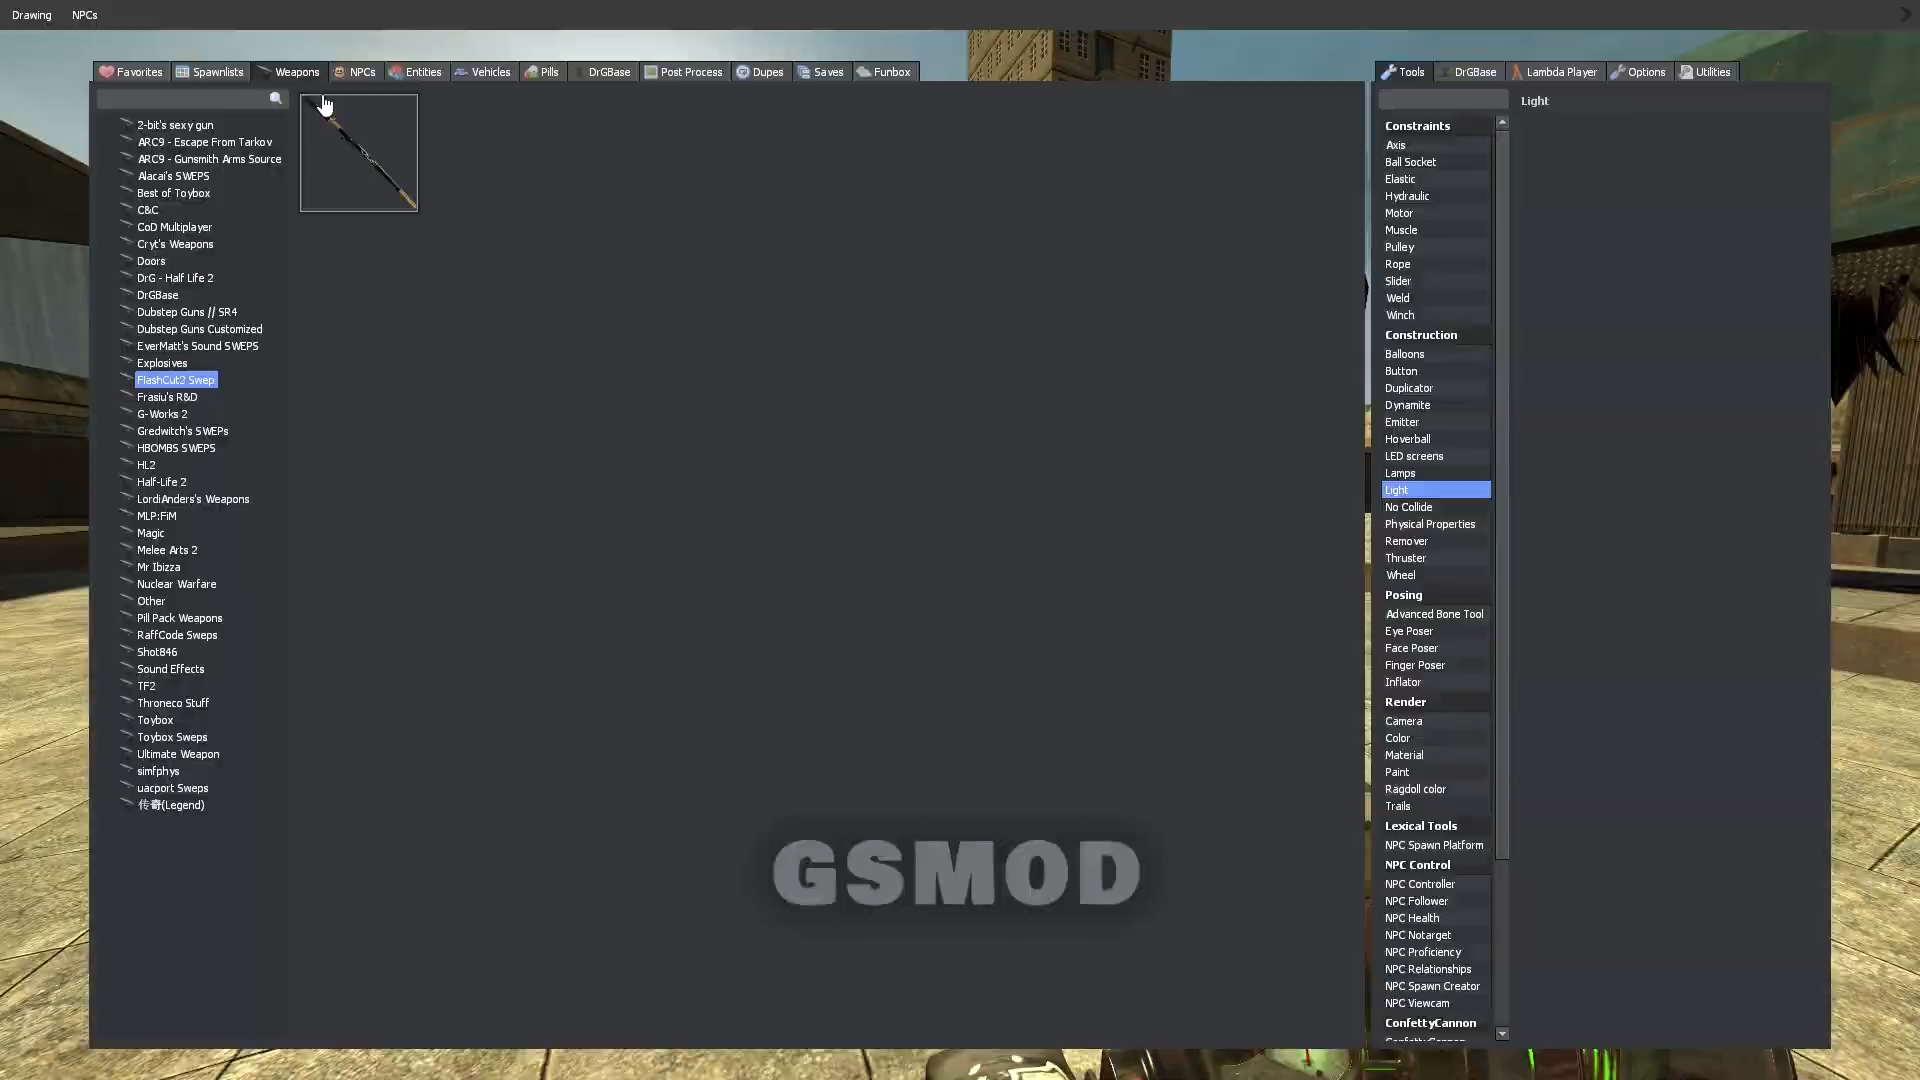 Drawing NPCs
Favorites Spawnlists Weapons NPCs Entities Vehicles Pills DrGBase Post Process Dupes Saves Funbox
2-bit's sexy gun
ARC9 - Escape From Tarkov
ARC9 - Gunsmith Arms Source
Alacai's SWEPS
Best of Toybox
C&C
CoD Multiplayer
Cryt's Weapons
Doors
DrG - Half Life 2
DrGBase
Dubstep Guns // SR4
Dubstep Guns Customized
EverMatt's Sound SWEPS
Explosives
FlashCut2 Swep
Frasiu's R&D
G-Works 2
Gredwitch's SWEPs
HBOMBS SWEPS
HL2
Half-Life 2
LordiAnders's Weapons
MLP:FiM
Magic
Melee Arts 2
Mr Ibizza
Nuclear Warfare
Other
Pill Pack Weapons
RaffCode Sweps
Shot846
Sound Effects
TF2
Throneco Stuff
Toybox
Toybox Sweps
Ultimate Weapon
simfphys
uacport Sweps
传奇(Legend)
GSMOD
Tools DrGBase Lambda Player Options Utilities
Light
Constraints
Axis
Ball Socket
Elastic
Hydraulic
Motor
Muscle
Pulley
Rope
Slider
Weld
Winch
Construction
Balloons
Button
Duplicator
Dynamite
Emitter
Hoverball
LED screens
Lamps
Light
No Collide
Physical Properties
Remover
Thruster
Wheel
Posing
Advanced Bone Tool
Eye Poser
Face Poser
Finger Poser
Inflator
Render
Camera
Color
Material
Paint
Ragdoll color
Trails
Lexical Tools
NPC Spawn Platform
NPC Control
NPC Controller
NPC Follower
NPC Health
NPC Notarget
NPC Proficiency
NPC Relationships
NPC Spawn Creator
NPC Viewcam
ConfettyCannon